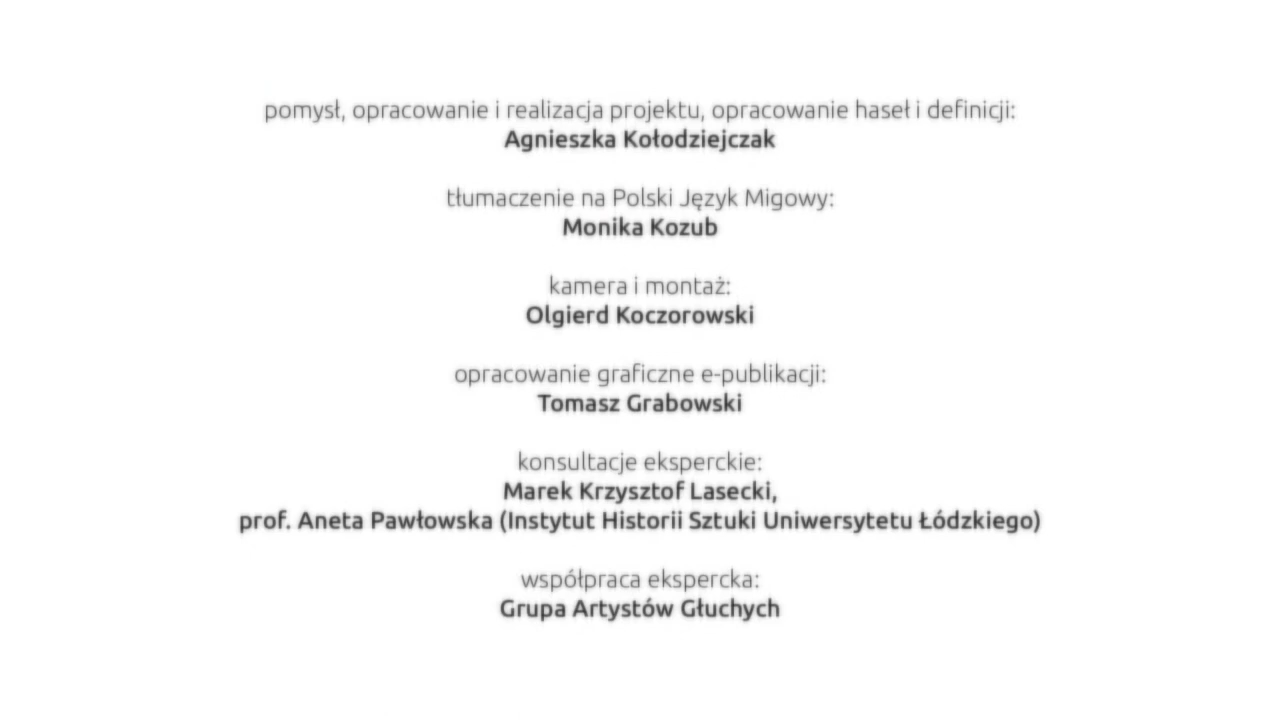 pomysł, opracowanie i realizacja projektu, opracowanie haseł i definicji:
Agnieszka Kołodziejczak
tłumaczenie na Polski Język Migowy:
Monika Kozub
kamera i montaż:
Olgierd Koczorowski
opracowanie graficzne e-publikacji:
Tomasz Grabowski
konsultacje eksperckie:
Marek Krzysztof Lasecki,
prof. Aneta Pawłowska (Instytut Historii Sztuki Uniwersytetu Łódzkiego)
współpraca ekspercka:
Grupa Artystów Głuchych